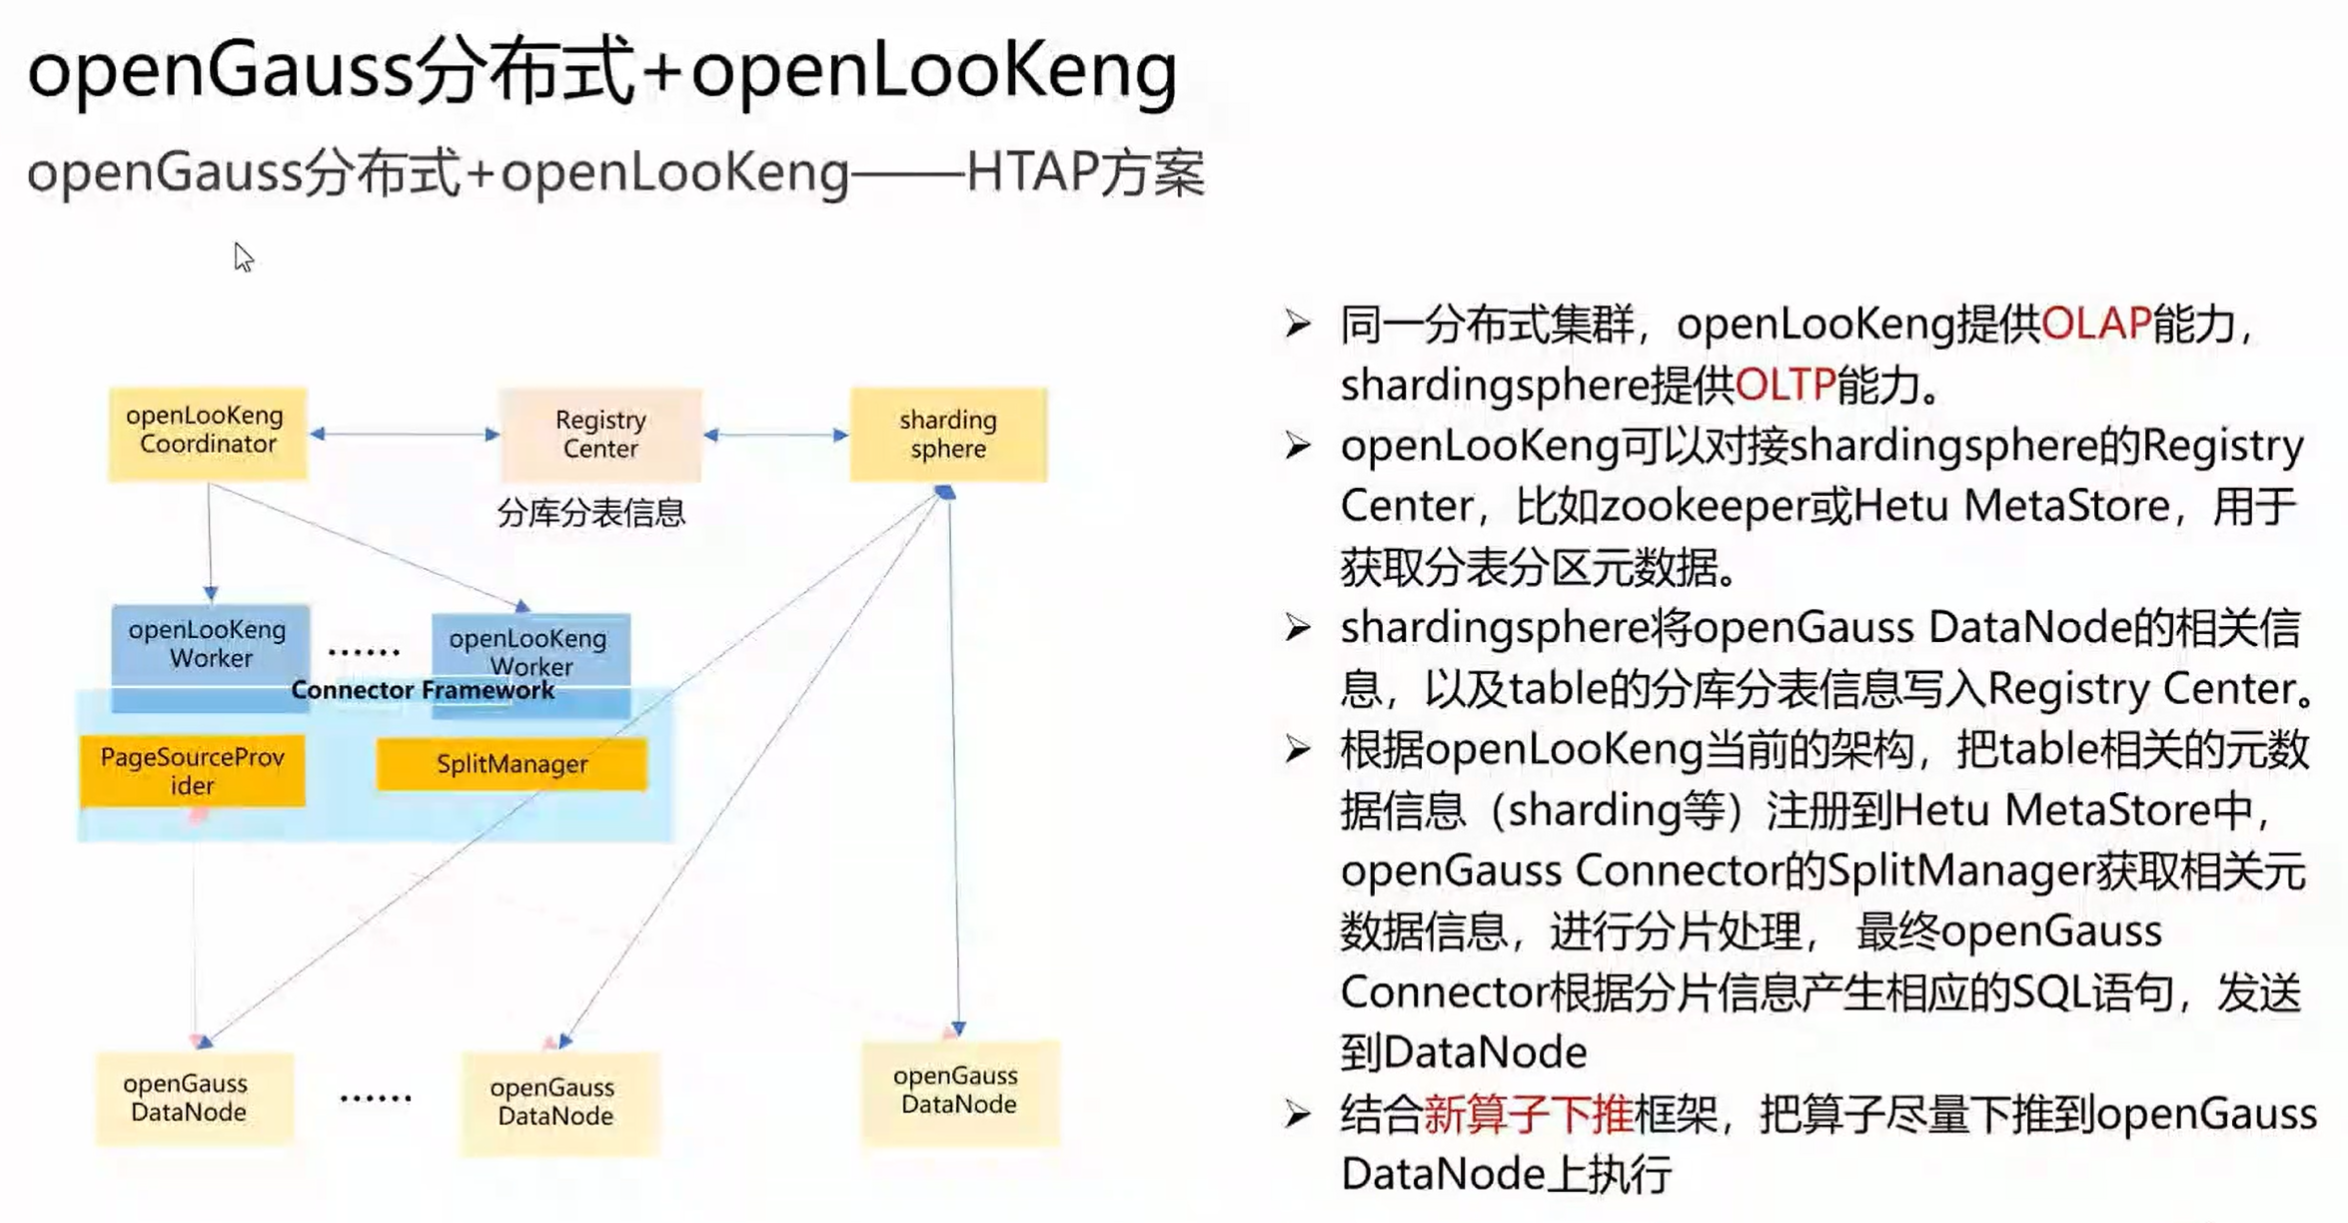 openGauss分布式+openLooKeng
openGauss分布式+openLooKeng——HTAP方案
openLooKeng
Coordinator
Registry
Center
sharding
sphere
分库分表信息
openLooKeng
Worker
......
openLooKeng
Worker
Connector Framework
PageSourceProv
ider
SplitManager
openGauss
DataNode
......
openGauss
DataNode
openGauss
DataNode
➢ 同一分布式集群，openLooKeng提供OLAP能力，
shardingsphere提供OLTP能力。
➢ openLooKeng可以对接shardingsphere的Registry
Center，比如zookeeper或Hetu MetaStore，用于
获取分表分区元数据。
➢ shardingsphere将openGauss DataNode的相关信
息，以及table的分库分表信息写入Registry Center。
➢ 根据openLooKeng当前的架构，把table相关的元数
据信息（sharding等）注册到Hetu MetaStore中，
openGauss Connector的SplitManager获取相关元
数据信息，进行分片处理， 最终openGauss
Connector根据分片信息产生相应的SQL语句，发送
到DataNode
➢ 结合新算子下推框架，把算子尽量下推到openGauss
DataNode上执行